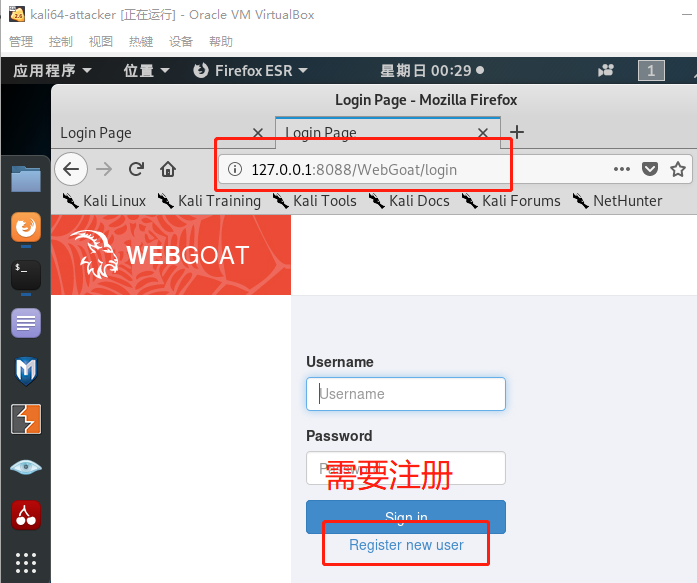 kali64-attacker [正在运行] - Oracle VM VirtualBox
管理 控制 视图 热键 设备 帮助
应用程序 位置 Firefox ESR 星期日 00:29 1
Login Page - Mozilla Firefox
Login Page Login Page
127.0.0.1:8088/WebGoat/login
Kali Linux Kali Training Kali Tools Kali Docs Kali Forums NetHunter
WEBGOAT
Username
Username
Password
Password
需要注册
Sign in
Register new user